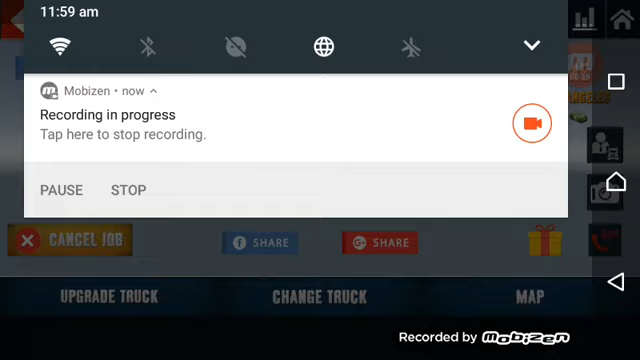 11:59 am
Mobizen • now
Recording in progress
Tap here to stop recording.
PAUSE STOP
CANCEL JOB
SHARE
G+ SHARE
UPGRADE TRUCK
CHANGE TRUCK
MAP
Recorded by mobizen